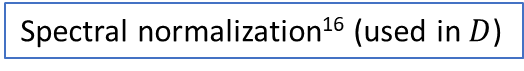 Spectral normalization¹⁶ (used in 𝐷)